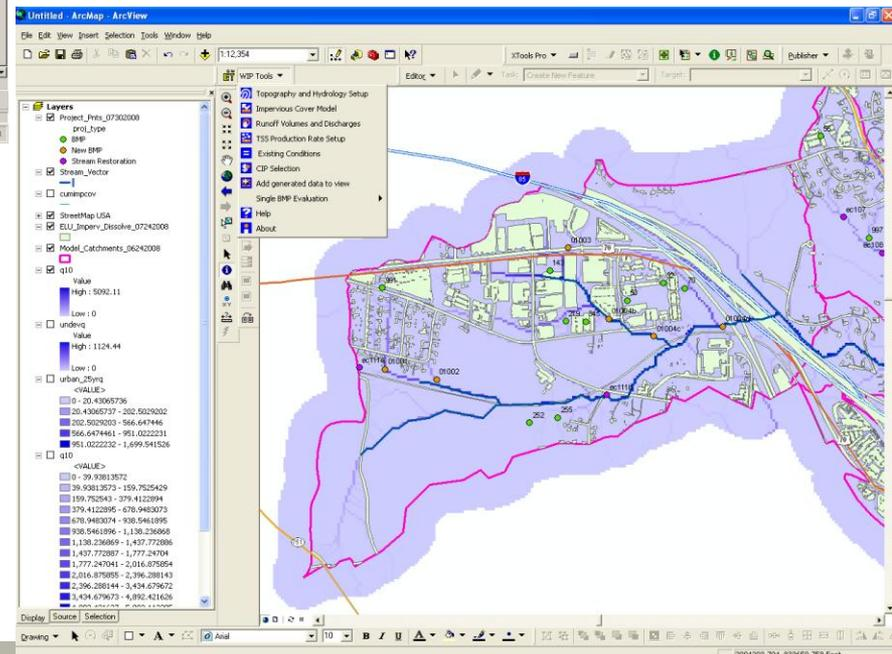 Untitled - ArcMap - ArcView
File Edit View Insert Selection Tools Window Help
1:12,354
XTools Pro
Publisher
WIP Tools
Editor
Task: Create New Feature
Target:
Topography and Hydrology Setup
Impervious Cover Model
Runoff Volumes and Discharges
TSS Production Rate Setup
Existing Conditions
CIP Selection
Add generated data to view
Single BMP Evaluation
Help
About
Layers
Project_Pnts_07302008
proj_type
BMP
New BMP
Stream Restoration
Stream_Vector
cumimpcov
StreetMap USA
ELU_Imperv_Dissolve_07242008
Model_Catchments_06242008
q10
Value
High : 5092.11
Low : 0
undevq
Value
High : 1124.44
Low : 0
urban_25yrq
<VALUE>
0 - 20.43065736
20.43065737 - 202.5029202
202.5029203 - 566.647446
566.6474461 - 951.0222231
951.0222232 - 1,699.541526
q10
<VALUE>
0 - 39.93813572
39.93813573 - 159.7525429
159.752543 - 379.4122894
379.4122895 - 678.9483073
678.9483074 - 938.5461895
938.5461896 - 1,138.236868
1,138.236869 - 1,437.772886
1,437.772887 - 1,777.24704
1,777.247041 - 2,016.875854
2,016.875855 - 2,396.288143
2,396.288144 - 3,434.679672
3,434.679673 - 4,892.421626
85
ec107
997
01003
78
143
53
70
345
01004b
01004c
01002
ec111b
252
255
Display Source Selection
Drawing
Arial
10
B I U A